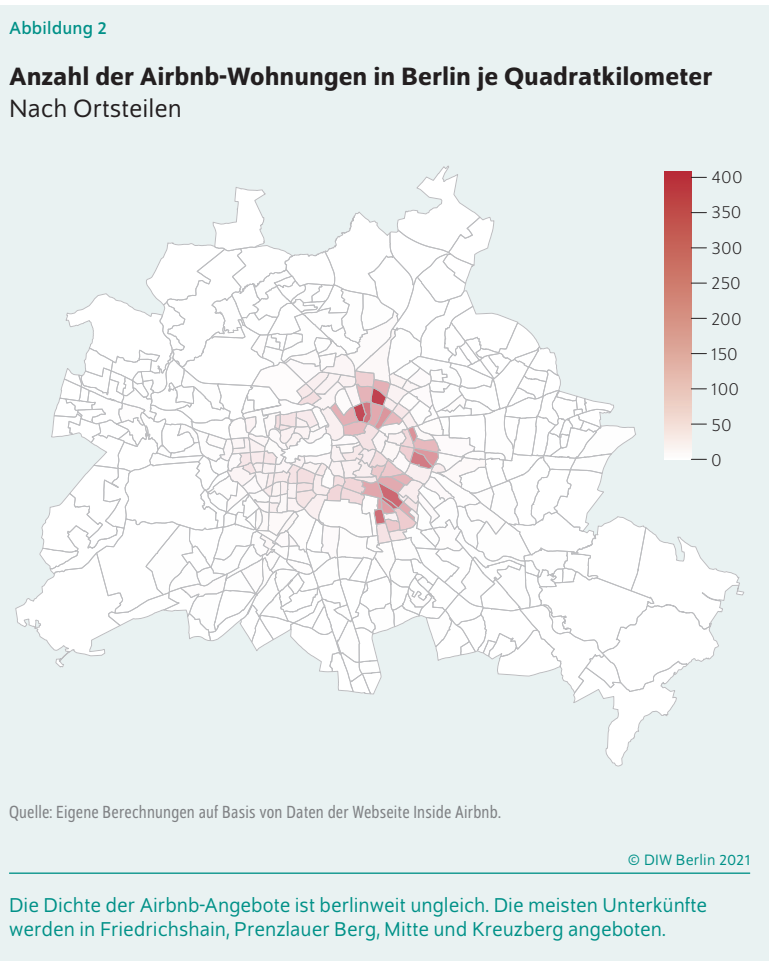 Abbildung 2
Anzahl der Airbnb-Wohnungen in Berlin je Quadratkilometer
Nach Ortsteilen
400
350
300
250
200
150
100
50
0
Quelle: Eigene Berechnungen auf Basis von Daten der Webseite Inside Airbnb.
© DIW Berlin 2021
Die Dichte der Airbnb-Angebote ist berlinweit ungleich. Die meisten Unterkünfte
werden in Friedrichshain, Prenzlauer Berg, Mitte und Kreuzberg angeboten.